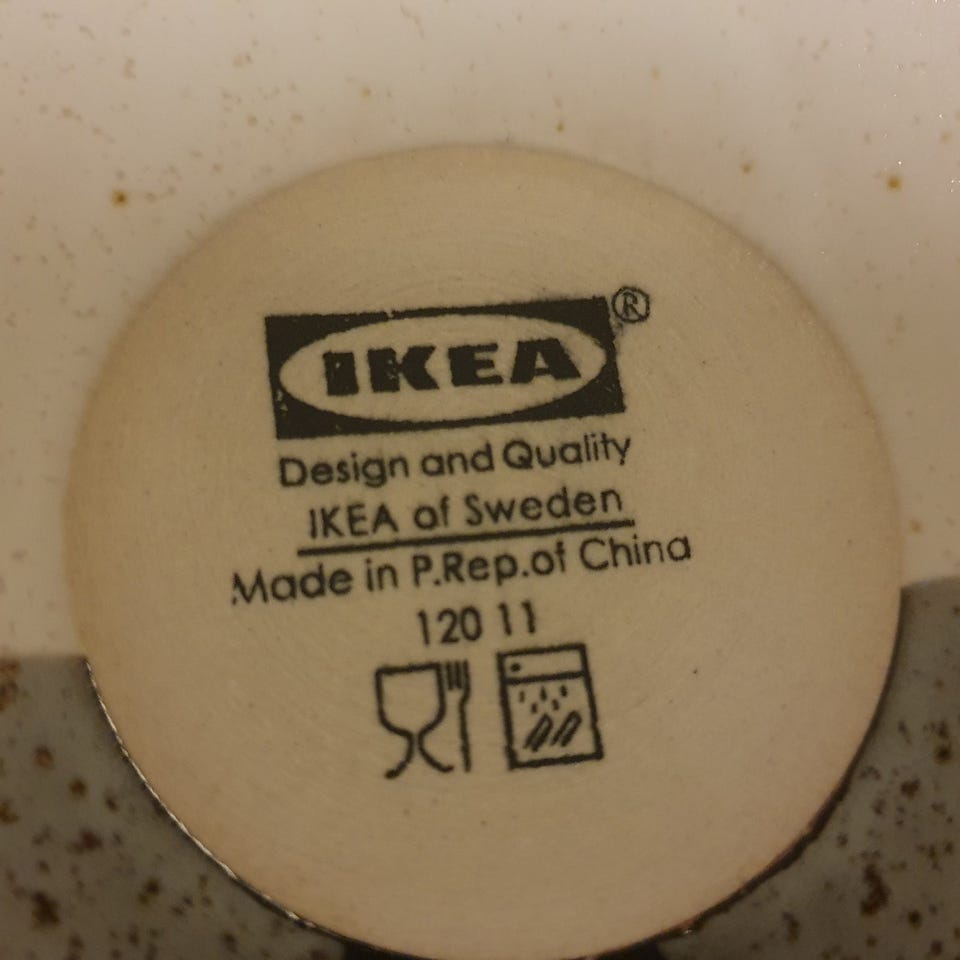 IKEA®
Design and Quality
IKEA of Sweden
Made in P.Rep.of China
120 11